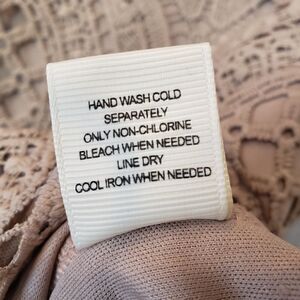 HAND WASH COLD
SEPARATELY
ONLY NON-CHLORINE
BLEACH WHEN NEEDED
LINE DRY
COOL IRON WHEN NEEDED